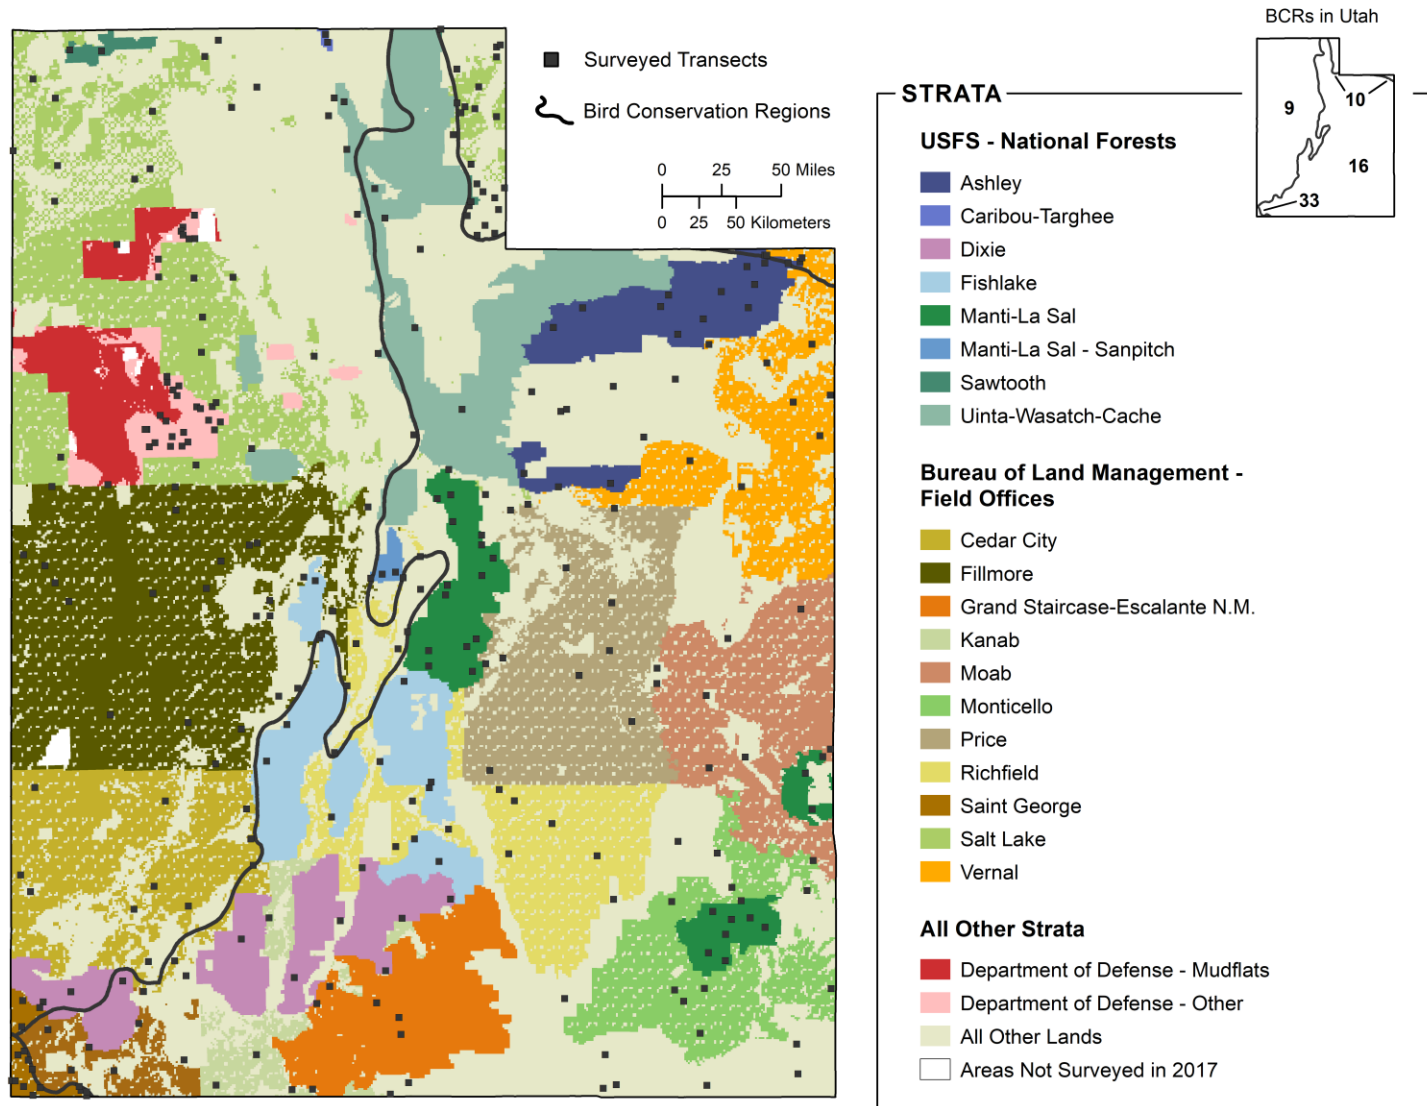 BCRs in Utah
Surveyed Transects
Bird Conservation Regions
0 25 50 Miles
0 25 50 Kilometers
9
10
16
33
STRATA
USFS - National Forests
Ashley
Caribou-Targhee
Dixie
Fishlake
Manti-La Sal
Manti-La Sal - Sanpitch
Sawtooth
Uinta-Wasatch-Cache
Bureau of Land Management -
Field Offices
Cedar City
Fillmore
Grand Staircase-Escalante N.M.
Kanab
Moab
Monticello
Price
Richfield
Saint George
Salt Lake
Vernal
All Other Strata
Department of Defense - Mudflats
Department of Defense - Other
All Other Lands
Areas Not Surveyed in 2017